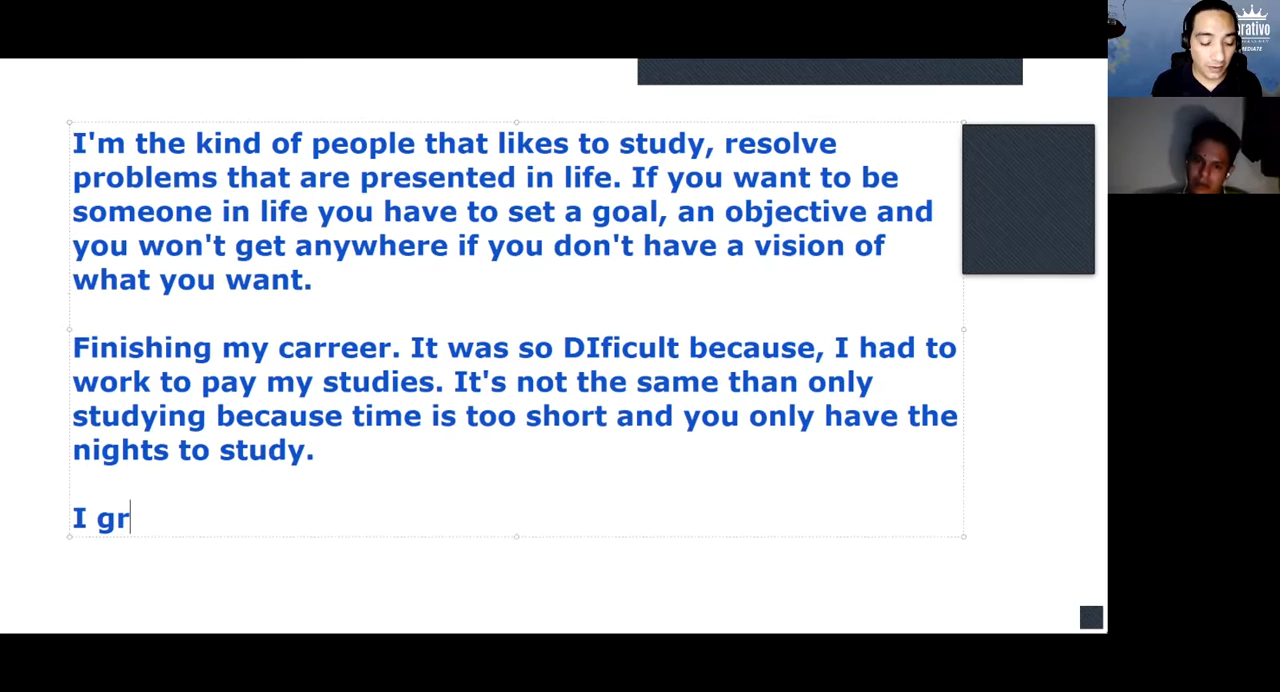 I'm the kind of people that likes to study, resolve
problems that are presented in life. If you want to be
someone in life you have to set a goal, an objective and
you won't get anywhere if you don't have a vision of
what you want.
Finishing my carreer. It was so DIficult because, I had to
work to pay my studies. It's not the same than only
studying because time is too short and you only have the
nights to study.
I gr